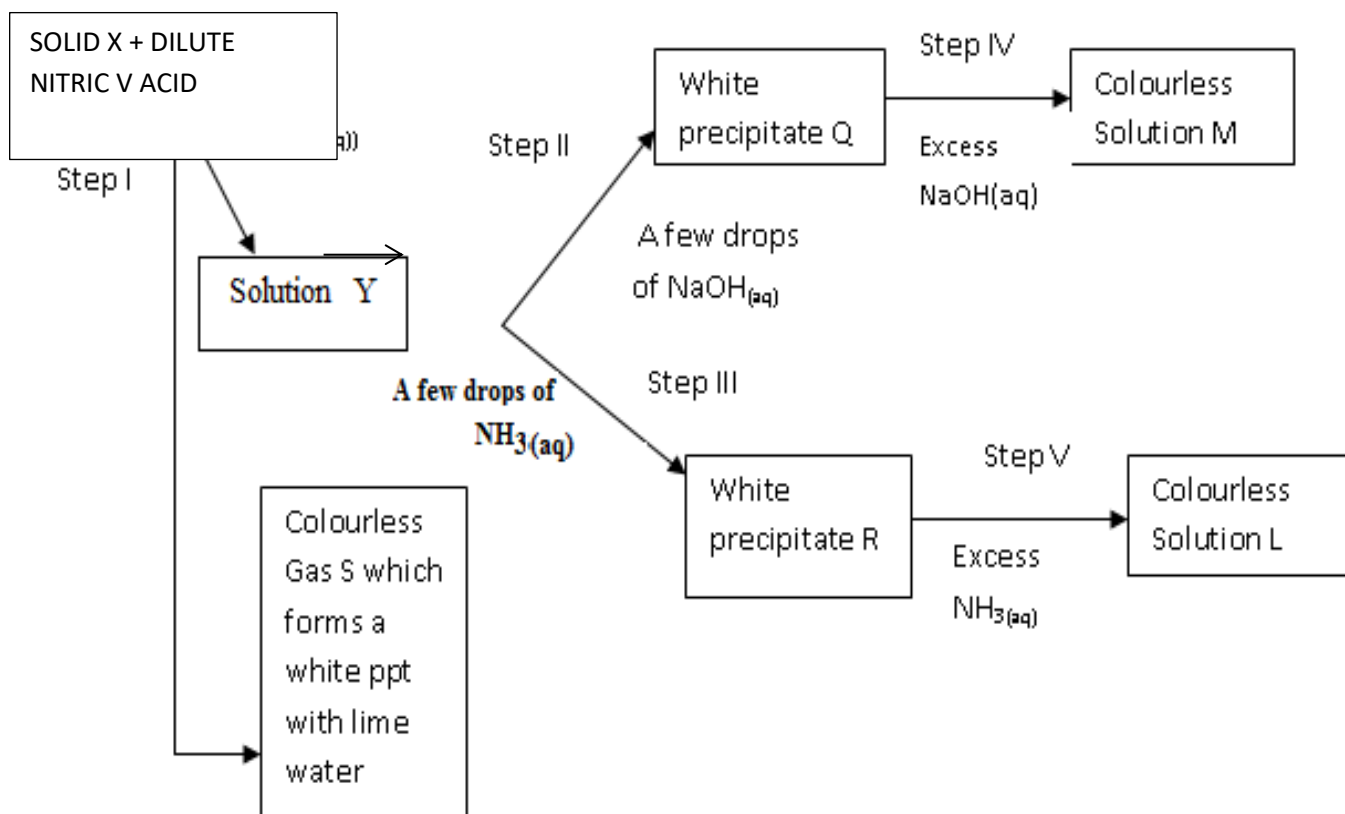 SOLID X + DILUTE
NITRIC V ACID
q))
Step I
Solution Y
Colourless
Gas S which
forms a
white ppt
with lime
water
Step II
A few drops
of NaOH(aq)
White
precipitate Q
Step IV
Excess
NaOH(aq)
Colourless
Solution M
A few drops of
NH3(aq)
Step III
White
precipitate R
Step V
Excess
NH3(aq)
Colourless
Solution L